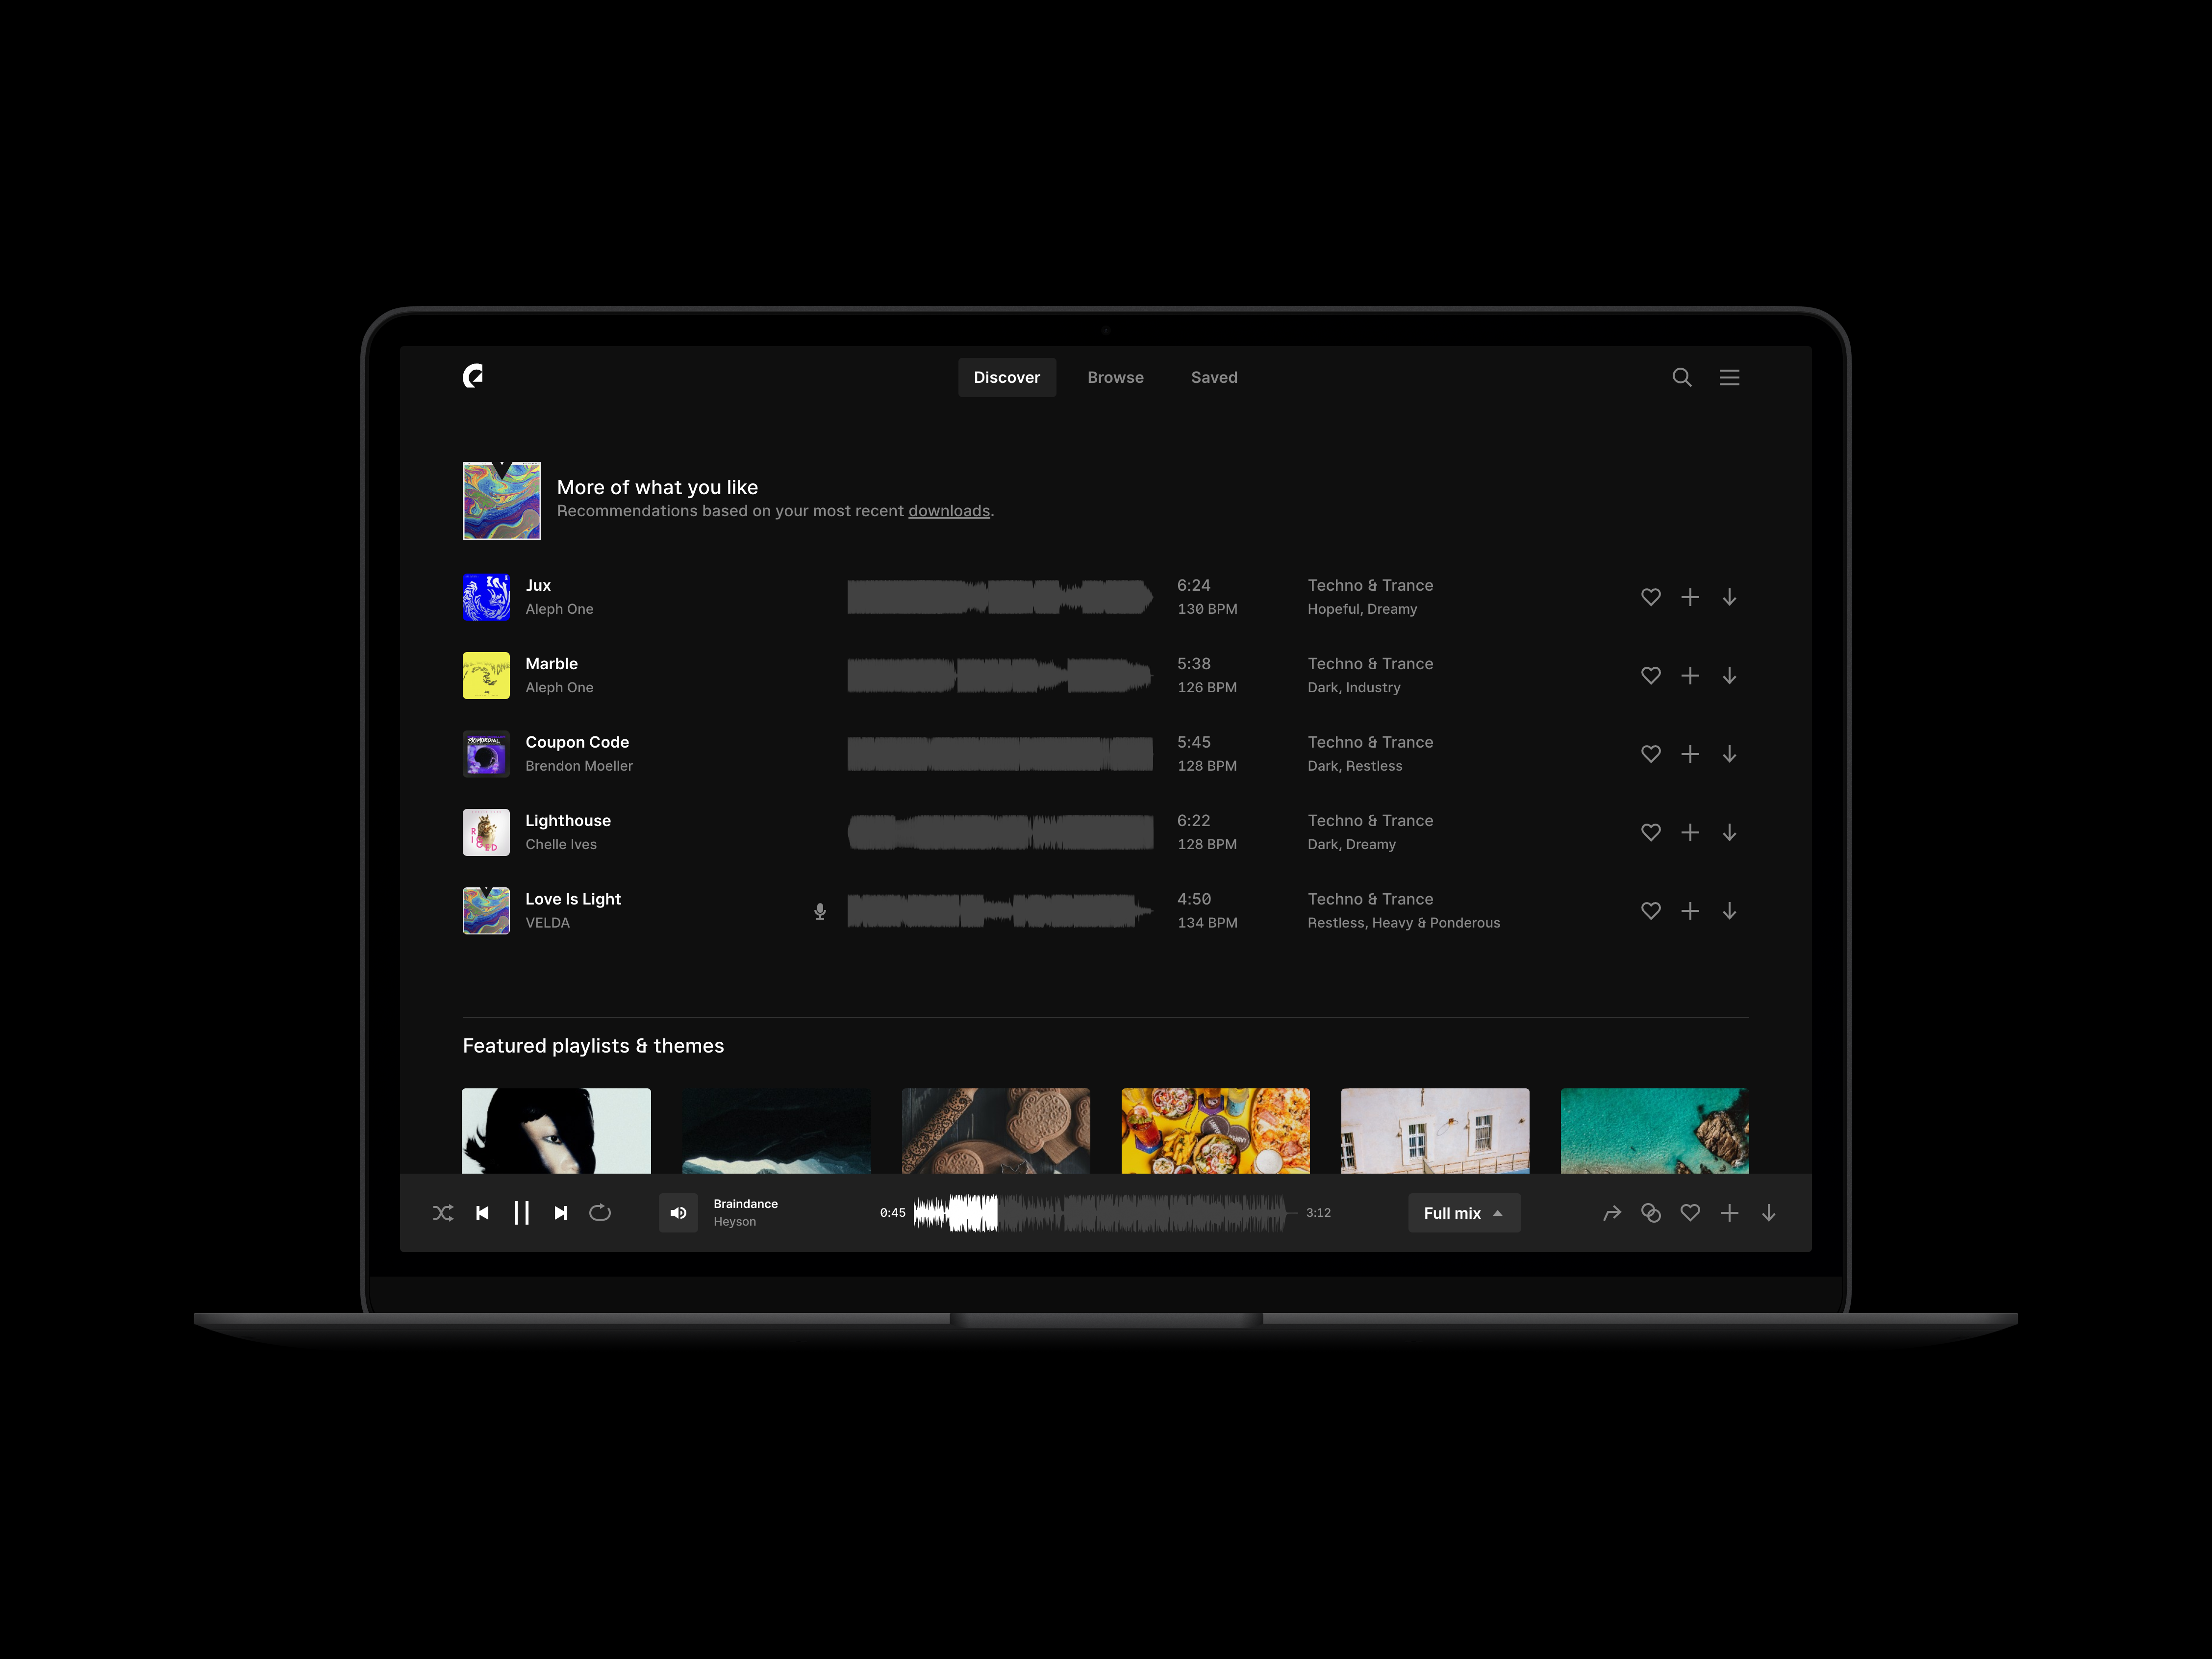 Discover
Browse
Saved
More of what you like
Recommendations based on your most recent downloads.
Jux
Aleph One
6:24
130 BPM
Techno & Trance
Hopeful, Dreamy
Marble
Aleph One
5:38
126 BPM
Techno & Trance
Dark, Industry
PRIMORDIAL
Coupon Code
Brendon Moeller
5:45
128 BPM
Techno & Trance
Dark, Restless
Lighthouse
Chelle Ives
6:22
128 BPM
Techno & Trance
Dark, Dreamy
Love Is Light
VELDA
4:50
134 BPM
Techno & Trance
Restless, Heavy & Ponderous
Featured playlists & themes
Braindance
Heyson
0:45
3:12
Full mix